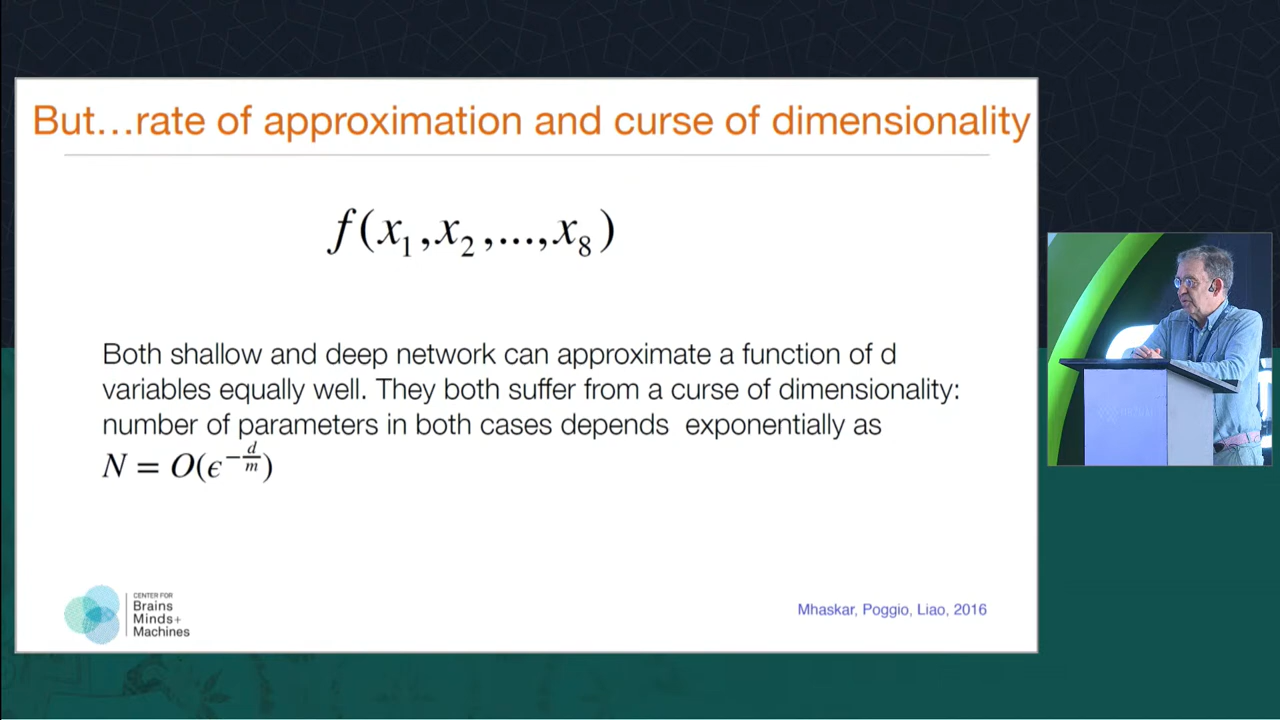 But...rate of approximation and curse of dimensionality
f(x₁,x₂,...,x₈)
Both shallow and deep network can approximate a function of d
variables equally well. They both suffer from a curse of dimensionality:
number of parameters in both cases depends exponentially as
N = O(ϵ^{-d/m})
CENTER FOR
Brains
Minds+
Machines
Mhaskar, Poggio, Liao, 2016